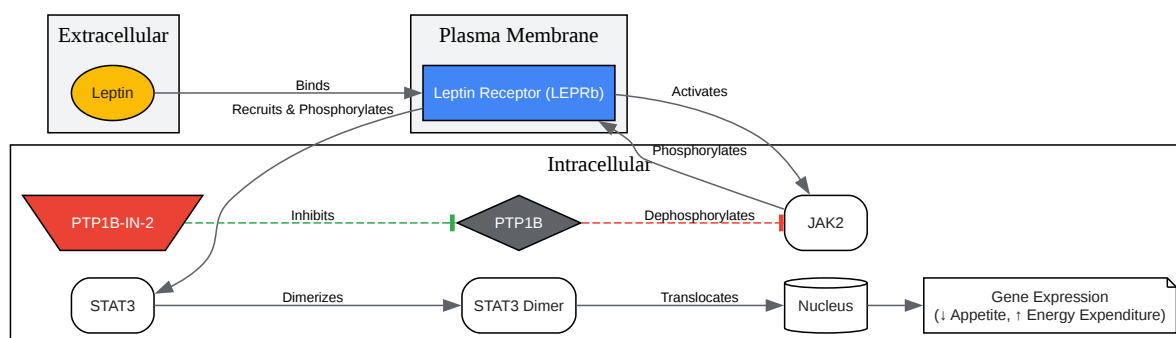 Extracellular
Plasma Membrane
Leptin
Binds
Leptin Receptor (LEPRb)
Activates
Recruits & Phosphorylates
Phosphorylates
Intracellular
PTP1B-IN-2
Inhibits
PTP1B
Dephosphorylates
JAK2
STAT3
Dimerizes
STAT3 Dimer
Translocates
Nucleus
Gene Expression
(↓ Appetite, ↑ Energy Expenditure)